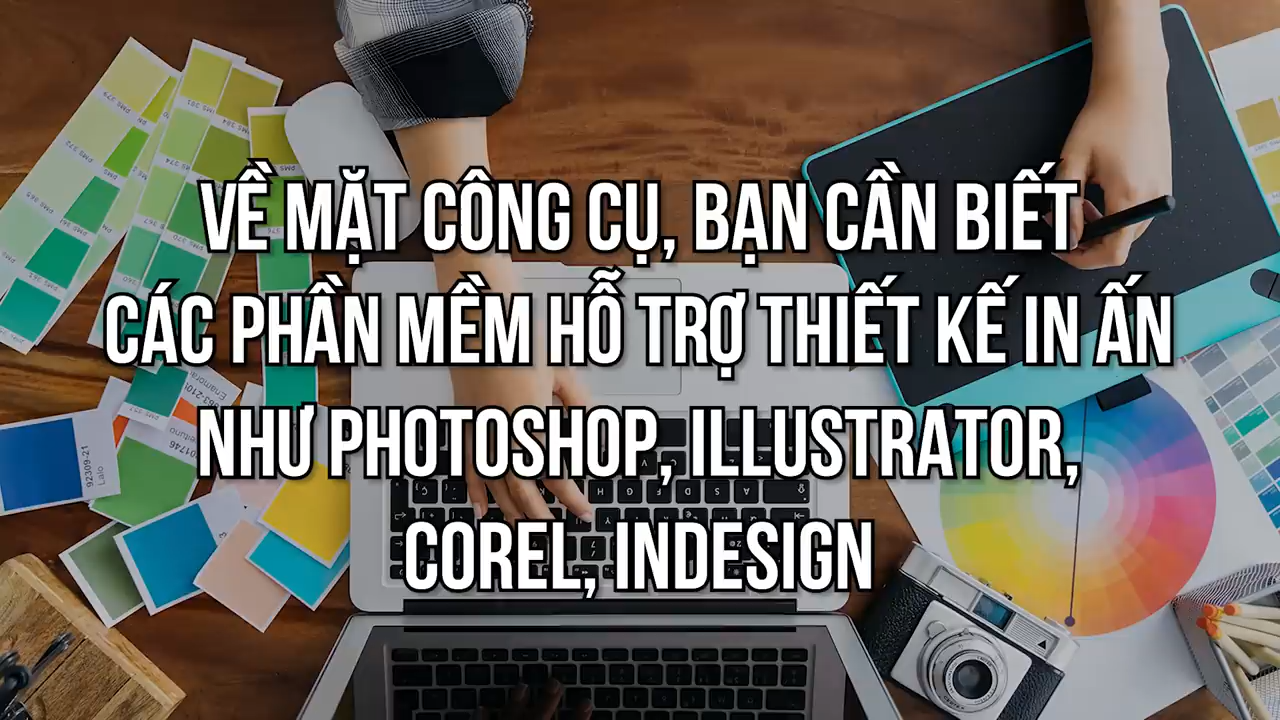 VỀ MẶT CÔNG CỤ, BẠN CẦN BIẾT
CÁC PHẦN MỀM HỖ TRỢ THIẾT KẾ IN ẤN
NHƯ PHOTOSHOP, ILLUSTRATOR,
COREL, INDESIGN